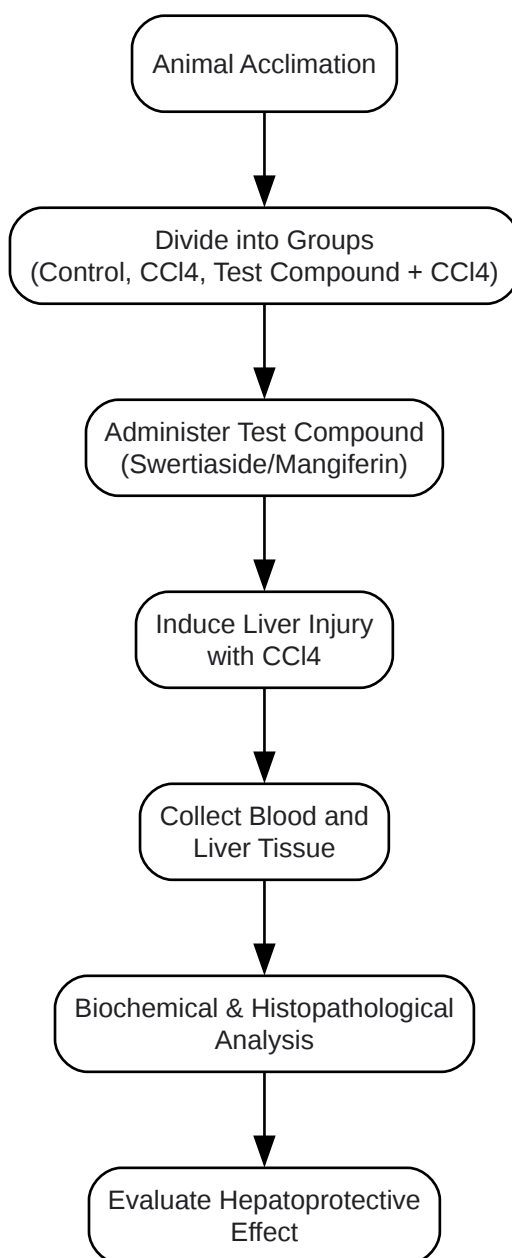 Animal Acclimation
Divide into Groups
(Control, CCl4, Test Compound + CCl4)
Administer Test Compound
(Swertiaside/Mangiferin)
Induce Liver Injury
with CCl4
Collect Blood and
Liver Tissue
Biochemical & Histopathological
Analysis
Evaluate Hepatoprotective
Effect